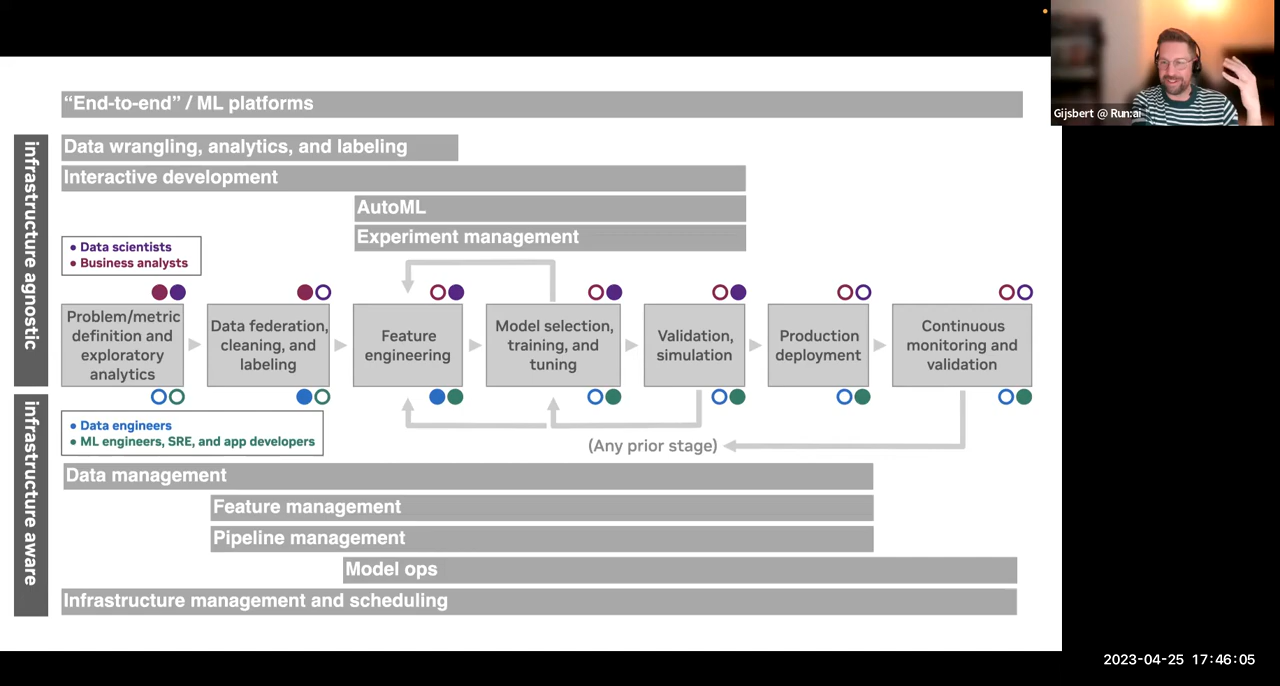 Gijsbert @ Run:ai
“End-to-end” / ML platforms
infrastructure agnostic
Data wrangling, analytics, and labeling
Interactive development
AutoML
Experiment management
● Data scientists
● Business analysts
Problem/metric
definition and
exploratory
analytics
Data federation,
cleaning, and
labeling
Feature
engineering
Model selection,
training, and
tuning
Validation,
simulation
Production
deployment
Continuous
monitoring and
validation
infrastructure aware
● Data engineers
● ML engineers, SRE, and app developers
(Any prior stage)
Data management
Feature management
Pipeline management
Model ops
Infrastructure management and scheduling
2023-04-25 17:46:05